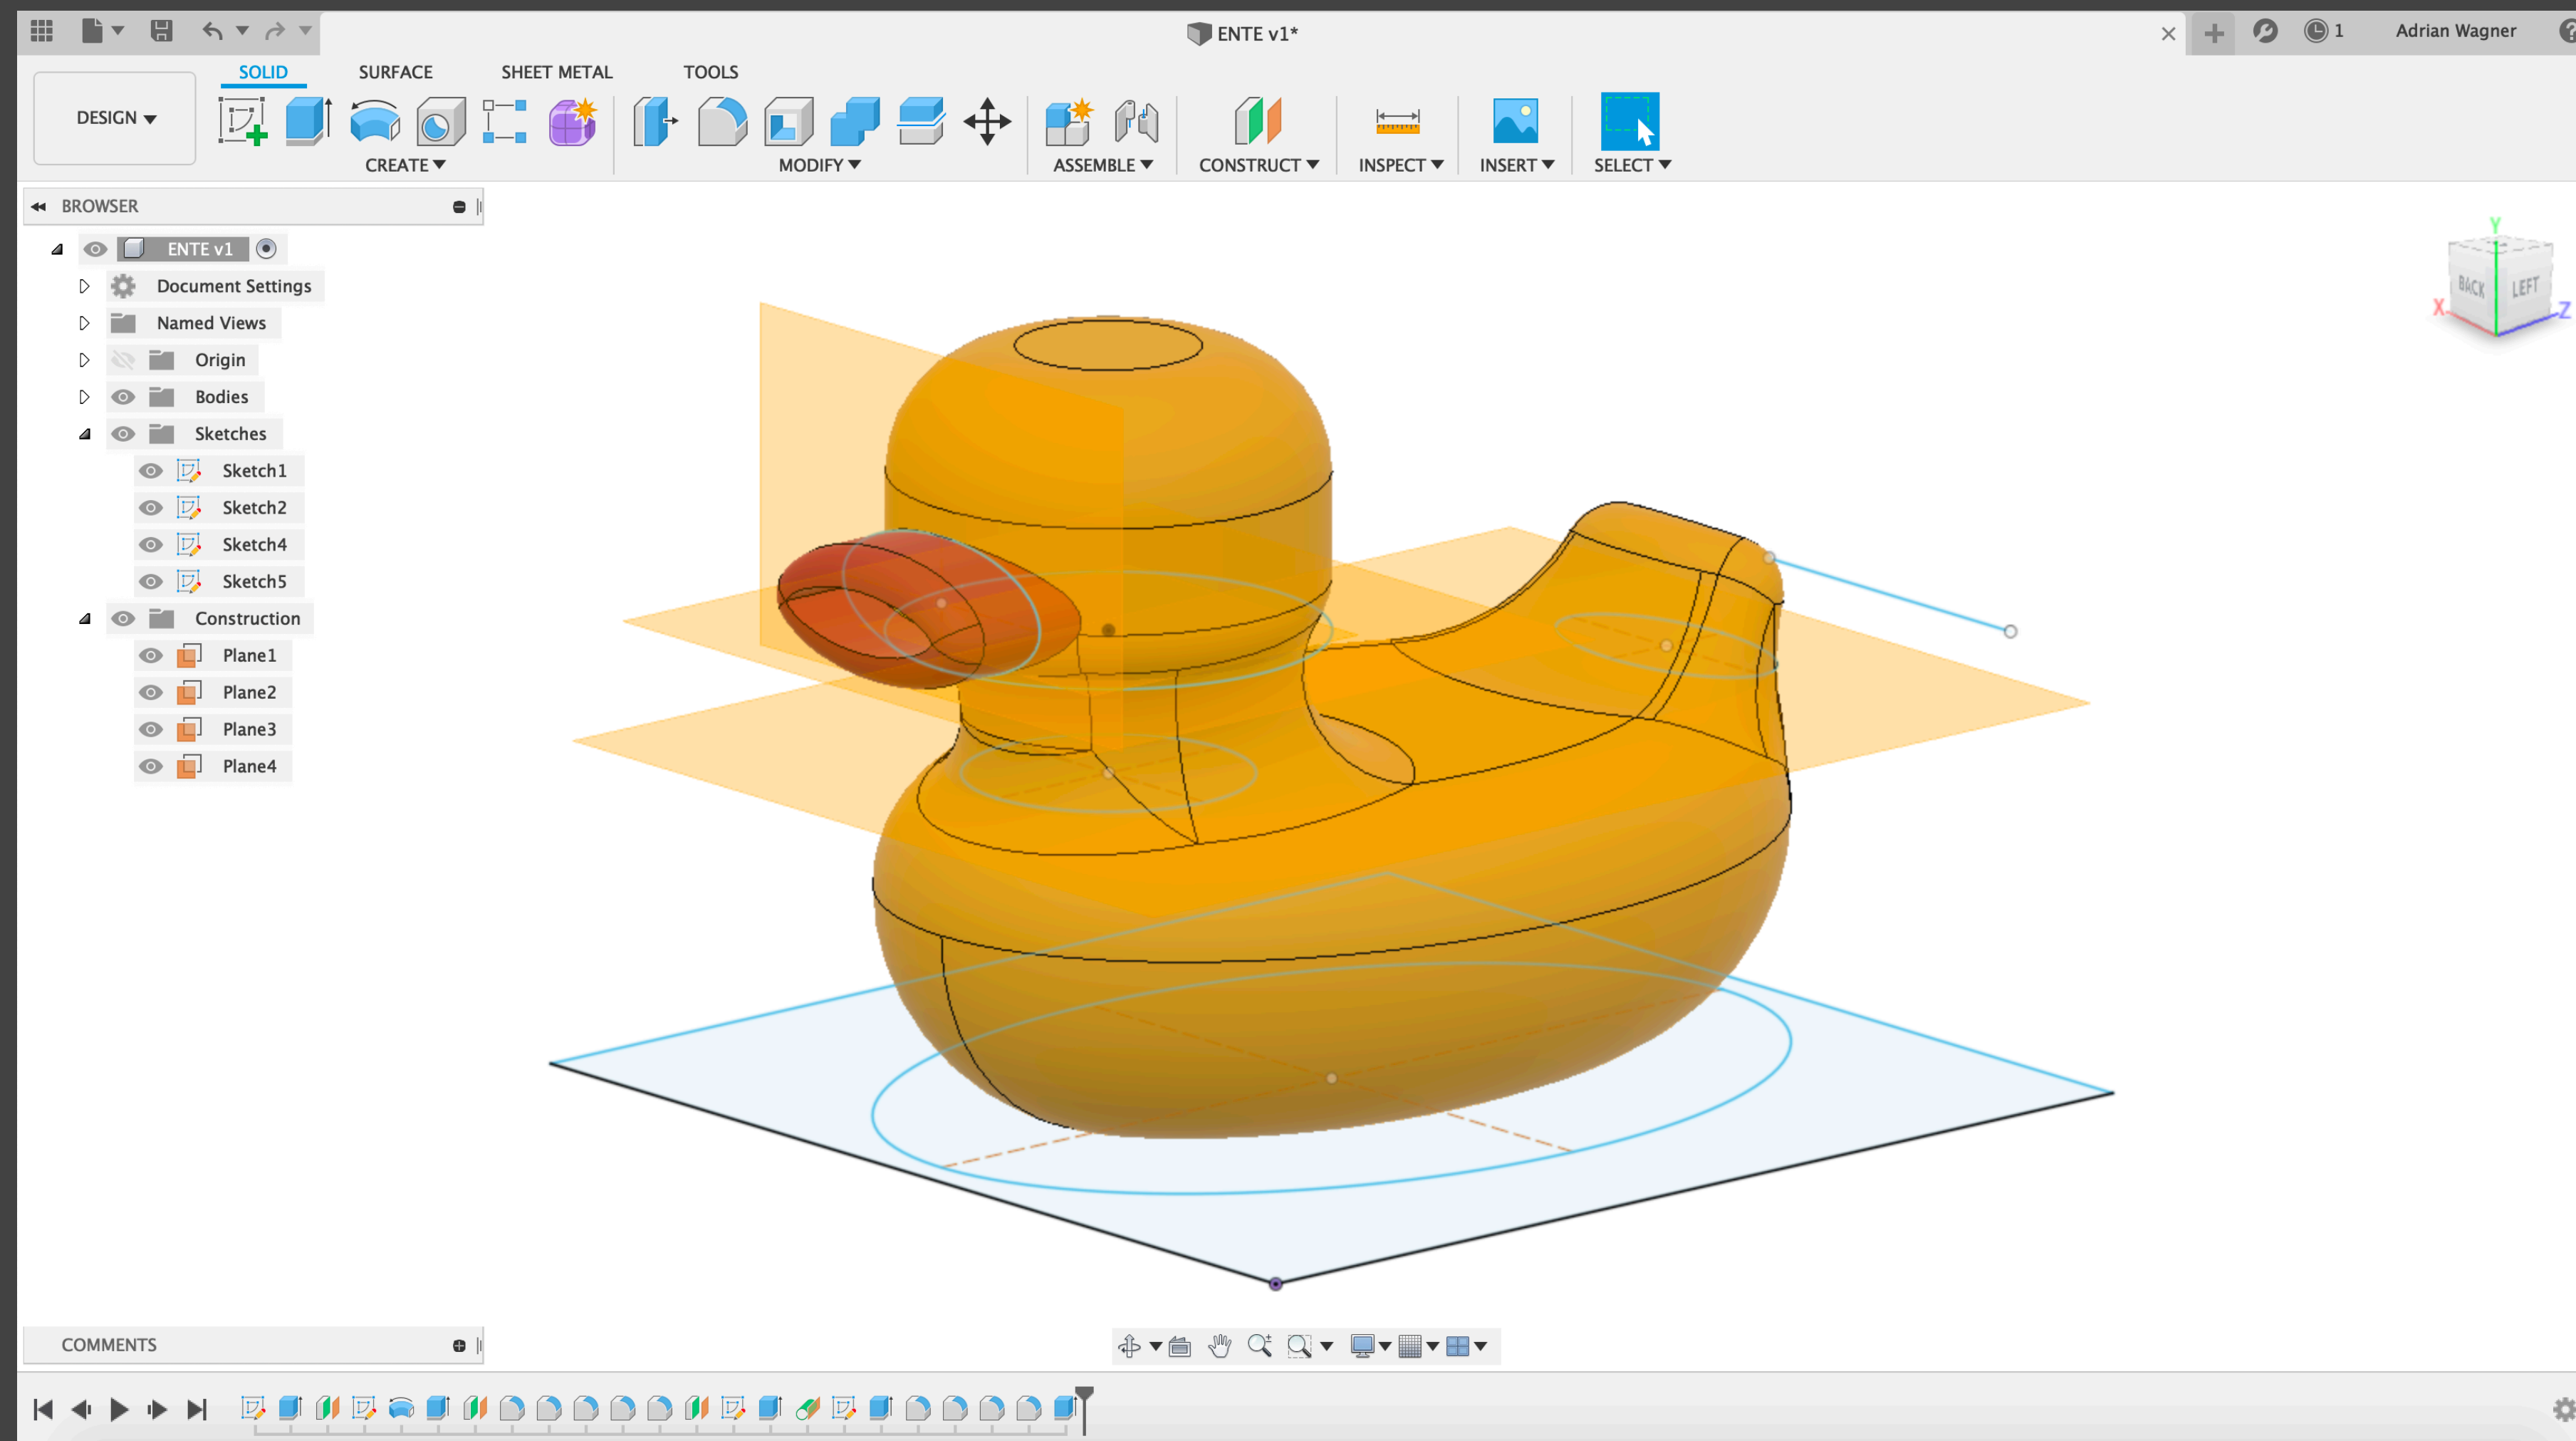 ENTE v1*
1
Adrian Wagner
SOLID
SURFACE
SHEET METAL
TOOLS
DESIGN
CREATE
MODIFY
ASSEMBLE
CONSTRUCT
INSPECT
INSERT
SELECT
BROWSER
ENTE v1
Document Settings
Named Views
Origin
Bodies
Sketches
Sketch1
Sketch2
Sketch4
Sketch5
Construction
Plane1
Plane2
Plane3
Plane4
Y
BACK
LEFT
X
Z
COMMENTS